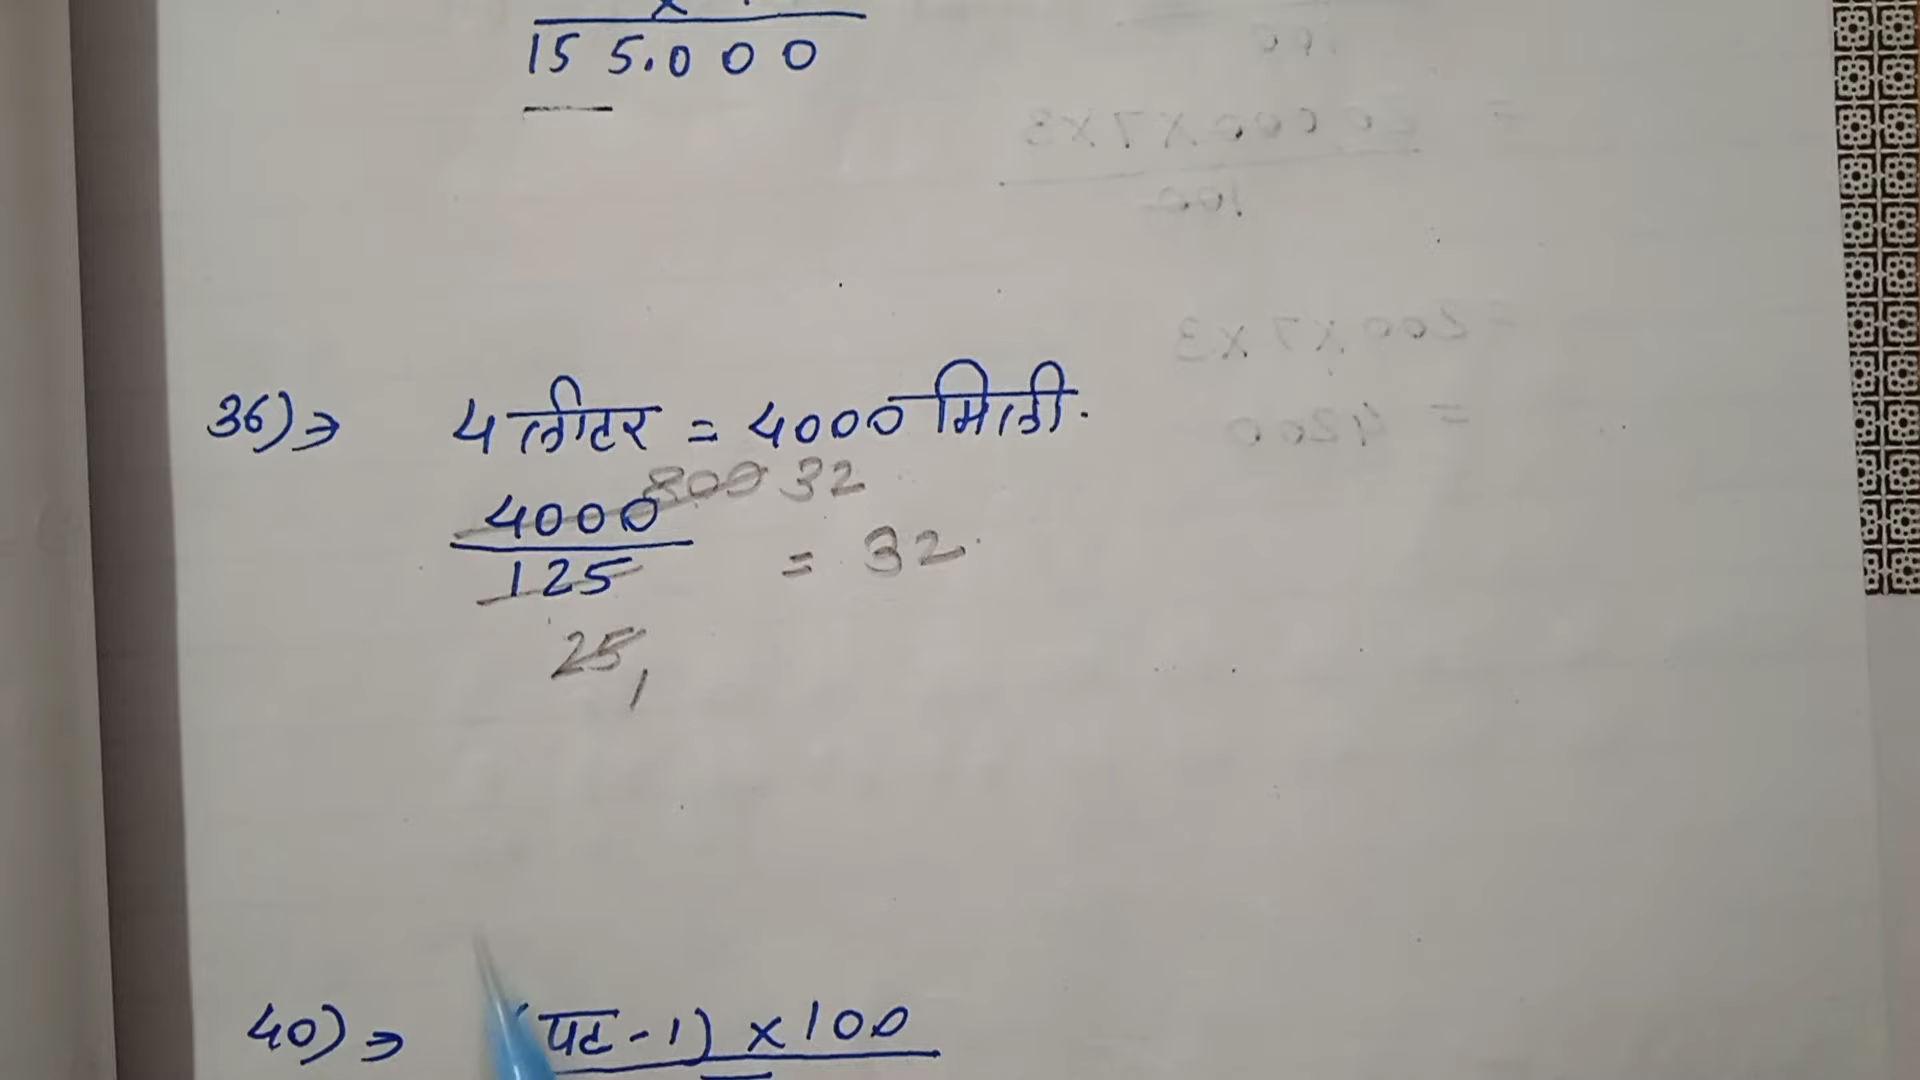 155.000
36)⇒ 4 लीटर = 4000 मिली.
4000 800 32
125 = 32
25, 1
40)⇒ (पट - 1) × 100